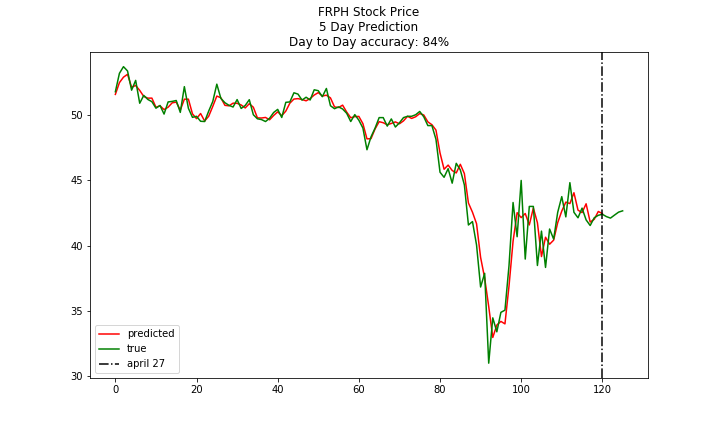 FRPH Stock Price
5 Day Prediction
Day to Day accuracy: 84%
50
45
40
35
30
predicted
true
april 27
0 20 40 60 80 100 120